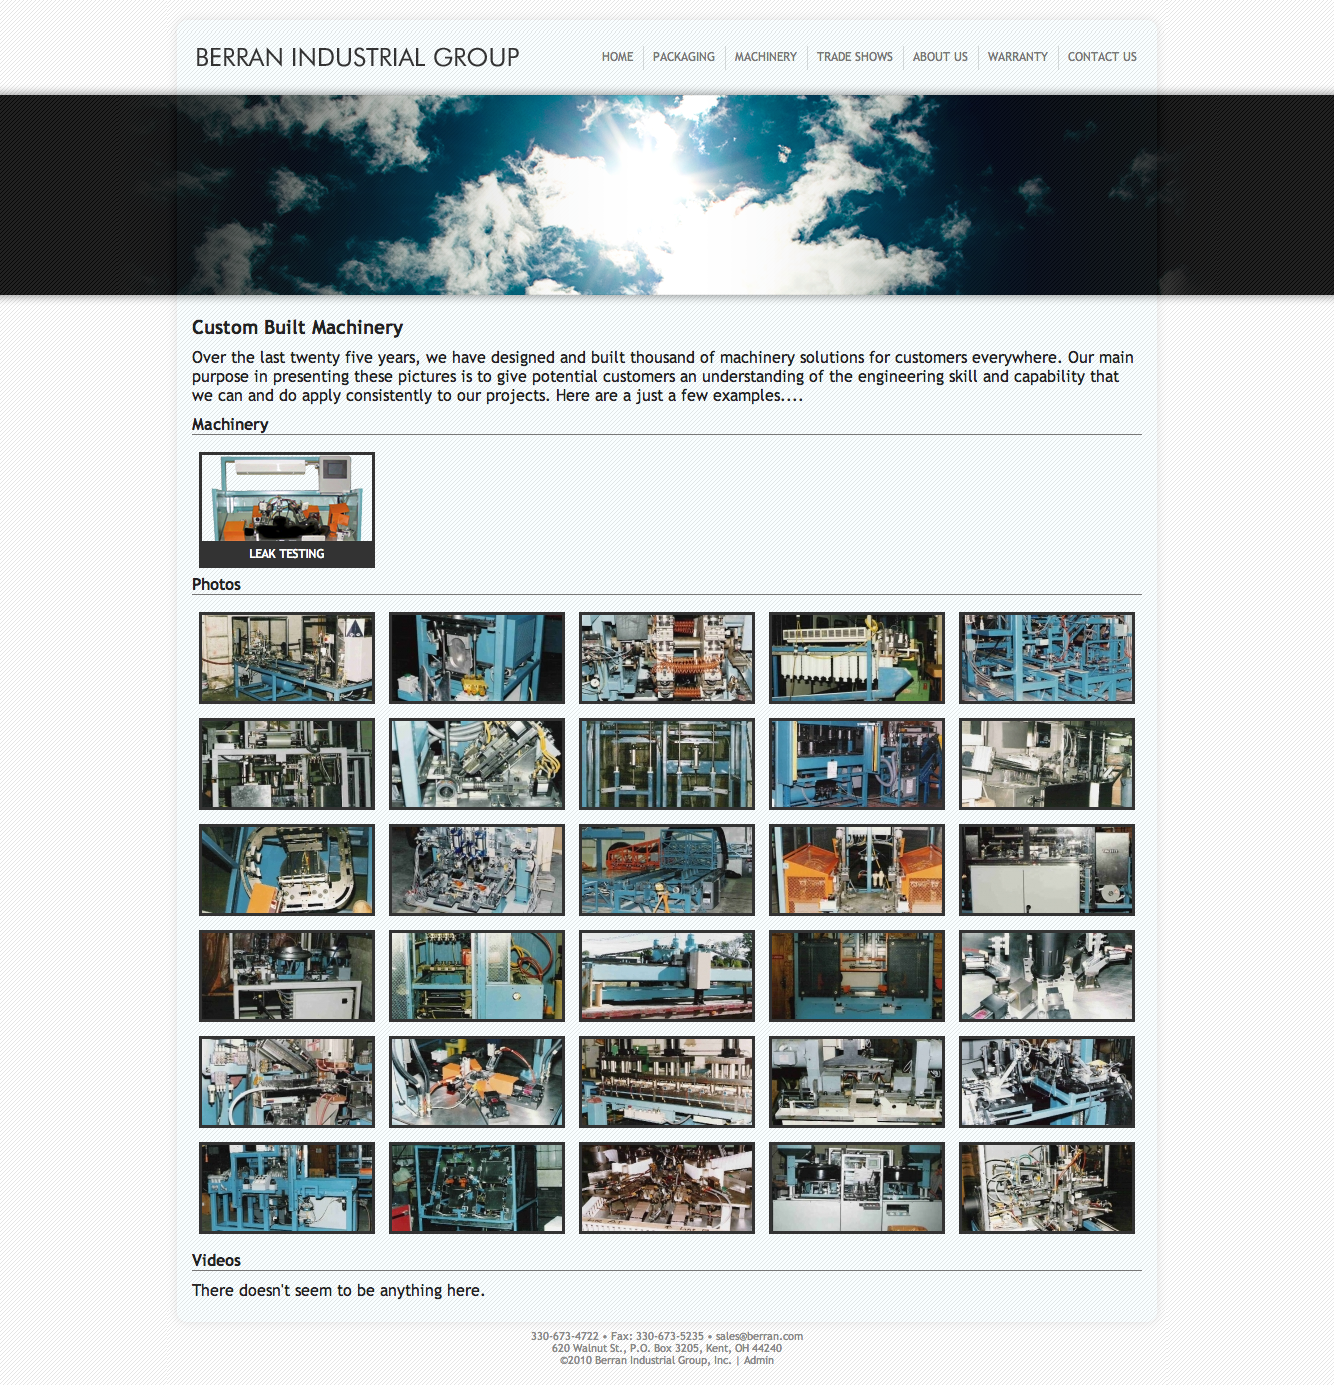 BERRAN INDUSTRIAL GROUP
HOME
PACKAGING
MACHINERY
TRADE SHOWS
ABOUT US
WARRANTY
CONTACT US
Custom Built Machinery
Over the last twenty five years, we have designed and built thousand of machinery solutions for customers everywhere. Our main
purpose in presenting these pictures is to give potential customers an understanding of the engineering skill and capability that
we can and do apply consistently to our projects. Here are a just a few examples....
Machinery
LEAK TESTING
Photos
Videos
There doesn't seem to be anything here.
330-673-4722 • Fax: 330-673-5235 • sales@berran.com
620 Walnut St., P.O. Box 3205, Kent, OH 44240
©2010 Berran Industrial Group, Inc. | Admin